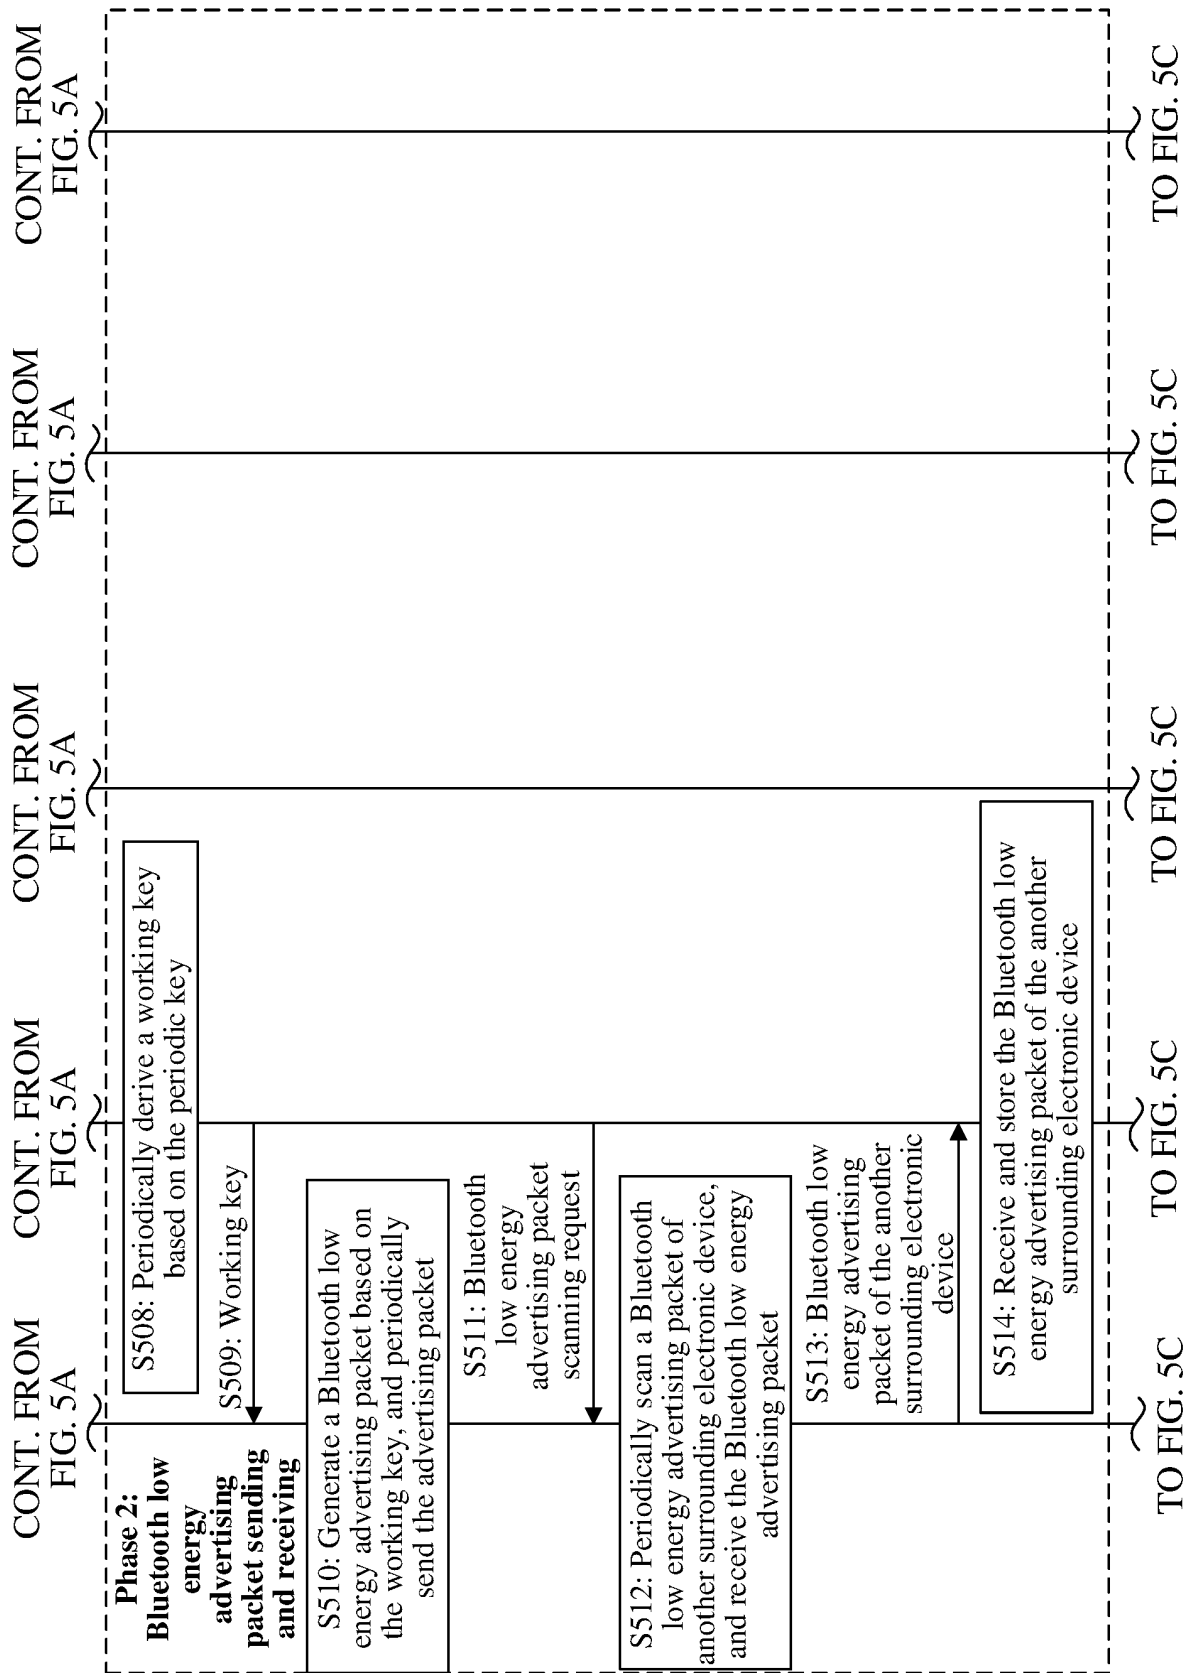 CONT. FROM
FIG. 5A
CONT. FROM
FIG. 5A
CONT. FROM
FIG. 5A
CONT. FROM
FIG. 5A
CONT. FROM
FIG. 5A
Phase 2:
Bluetooth low
energy
advertising
packet sending
and receiving
S508: Periodically derive a working key
based on the periodic key
S509: Working key
S510: Generate a Bluetooth low
energy advertising packet based on
the working key, and periodically
send the advertising packet
S511: Bluetooth
low energy
advertising packet
scanning request
S512: Periodically scan a Bluetooth
low energy advertising packet of
another surrounding electronic device,
and receive the Bluetooth low energy
advertising packet
S513: Bluetooth low
energy advertising
packet of the another
surrounding electronic
device
S514: Receive and store the Bluetooth low
energy advertising packet of the another
surrounding electronic device
TO FIG. 5C
TO FIG. 5C
TO FIG. 5C
TO FIG. 5C
TO FIG. 5C